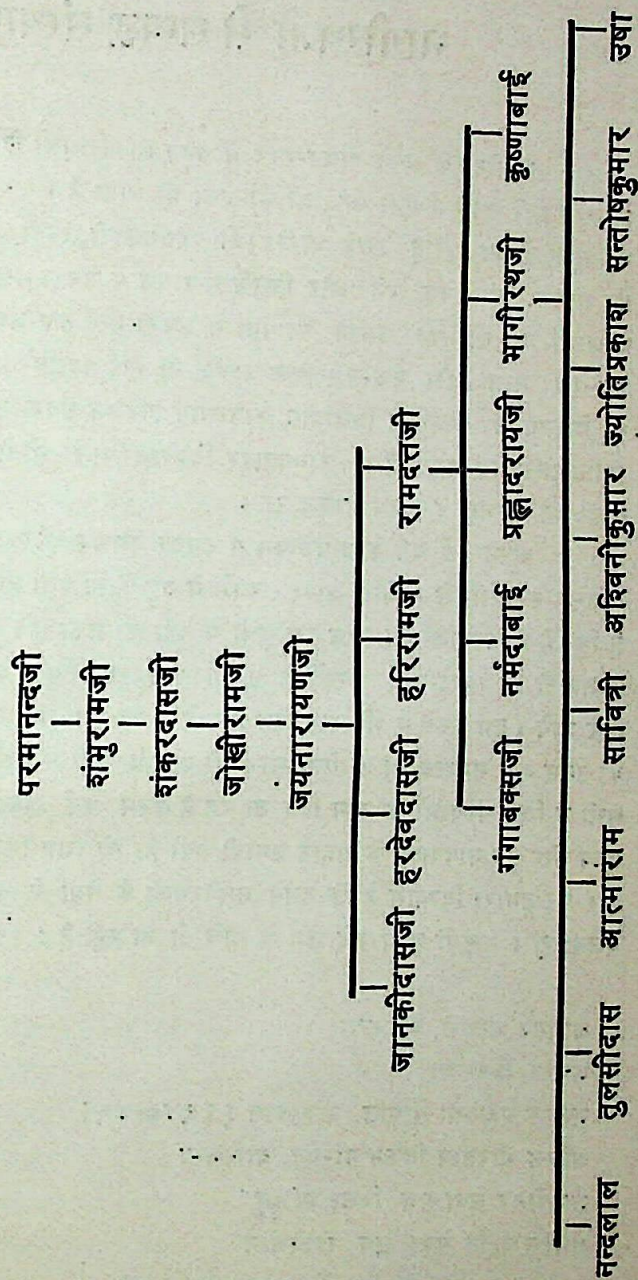 परमानन्दजी
शंभुरामजी
शंकरदासजी
जोखीरामजी
जयनारायणजी
जानकीदासजी हरदेवदासजी हरिरामजी रामदत्तजी
गंगाबक्सजी नर्मदाबाई प्रह्लादरायजी भागीरथजी कृष्णाबाई
नन्दलाल तुलसीदास आत्माराम सावित्री अश्विनीकुमार ज्योतिप्रकाश सन्तोषकुमार उषा